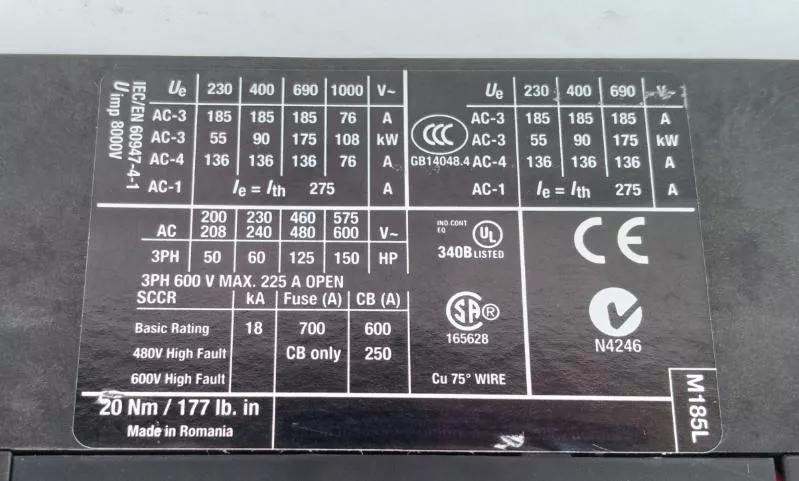 IEC/EN 60947-4-1
Uimp 8000V
Ue 230 400 690 1000 V~
AC-3 185 185 185 76 A
AC-3 55 90 175 108 kW
AC-4 136 136 136 76 A
AC-1 Ie = Ith 275 A
CCC
GB14048.4
Ue 230 400 690 V~
AC-3 185 185 185 A
AC-3 55 90 175 kW
AC-4 136 136 136 A
AC-1 Ie = Ith 275 A
200 230 460 575
AC 208 240 480 600 V~
3PH 50 60 125 150 HP
3PH 600 V MAX. 225 A OPEN
SCCR kA Fuse (A) CB (A)
Basic Rating 18 700 600
480V High Fault CB only 250
600V High Fault
IND.CONT
EQ
UL
340B LISTED
CE
SA ®
165628
N4246
Cu 75° WIRE
20 Nm / 177 lb. in
Made in Romania
M185L